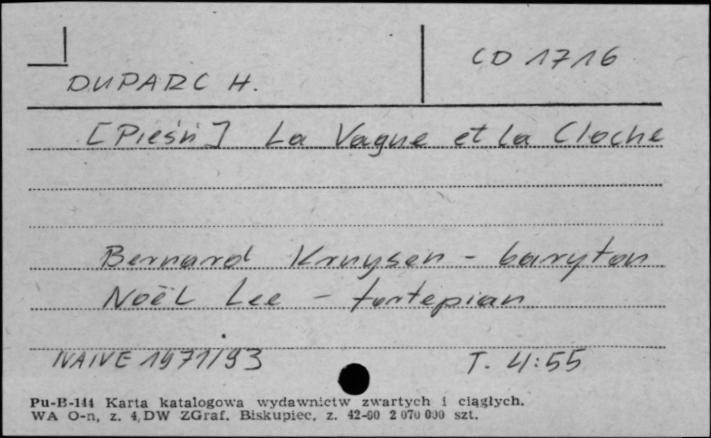 CD 1716
DUPARC H.
[Pieśń] La Vague et la Cloche
Bernard Kruysen - baryton
Noël Lee - fortepian
NAIVE 1971/93 T. 4:55
Pu-B-144 Karta katalogowa wydawnictw zwartych i ciągłych.
WA O-n, z. 4, DW ZGraf. Biskupiec, z. 42-60 2 070 000 szt.